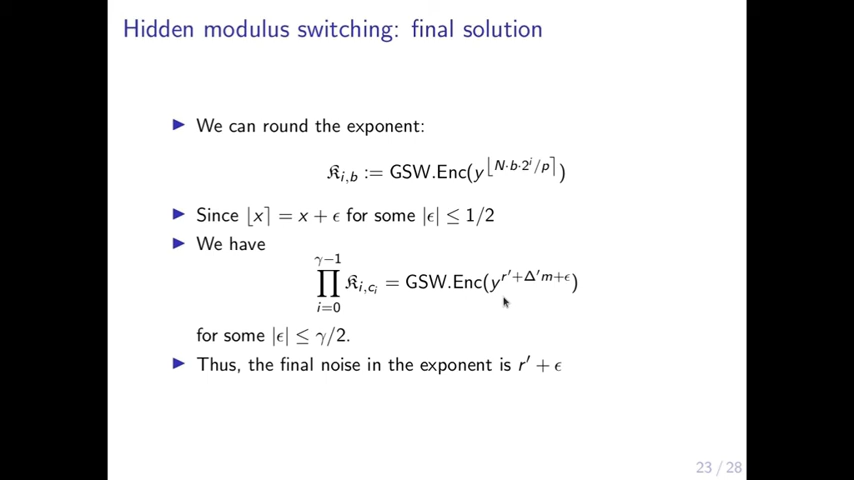 Hidden modulus switching: final solution
▶ We can round the exponent:
𝔎_{i,b} := GSW.Enc(y^{⌊N·b·2^i/p⌉})
▶ Since ⌊x⌉ = x + ϵ for some |ϵ| ≤ 1/2
▶ We have
∏_{i=0}^{γ−1} 𝔎_{i,c_i} = GSW.Enc(y^{r′+Δ′m+ϵ})
for some |ϵ| ≤ γ/2.
▶ Thus, the final noise in the exponent is r′ + ϵ
23 / 28